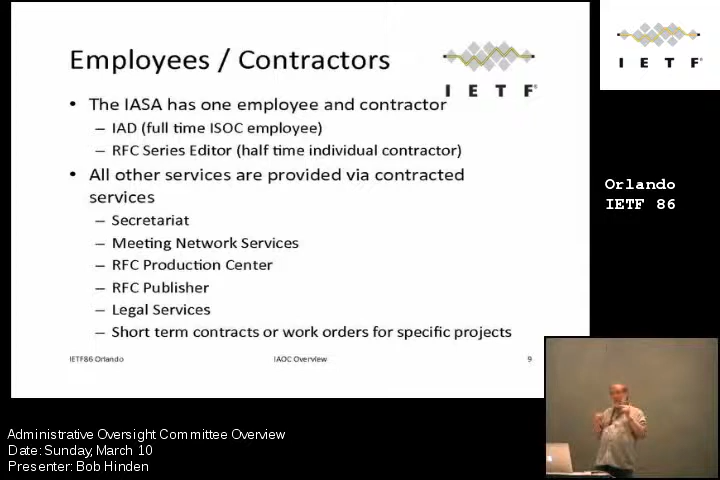 Employees / Contractors
I E T F®
• The IASA has one employee and contractor
– IAD (full time ISOC employee)
– RFC Series Editor (half time individual contractor)
• All other services are provided via contracted
services
– Secretariat
– Meeting Network Services
– RFC Production Center
– RFC Publisher
– Legal Services
– Short term contracts or work orders for specific projects
IETF86 Orlando
IAOC Overview
9
I E T F®
Orlando
IETF 86
Administrative Oversight Committee Overview
Date: Sunday, March 10
Presenter: Bob Hinden